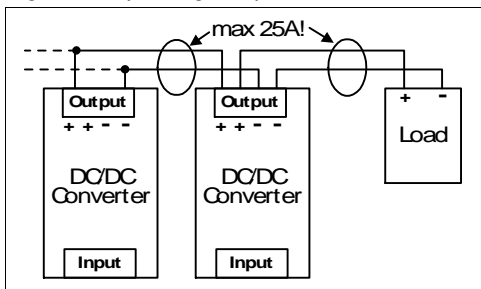 max 25A!
Output
+ + - -
DC/DC
Converter
Input
Output
+ + - -
DC/DC
Converter
Input
+ -
Load